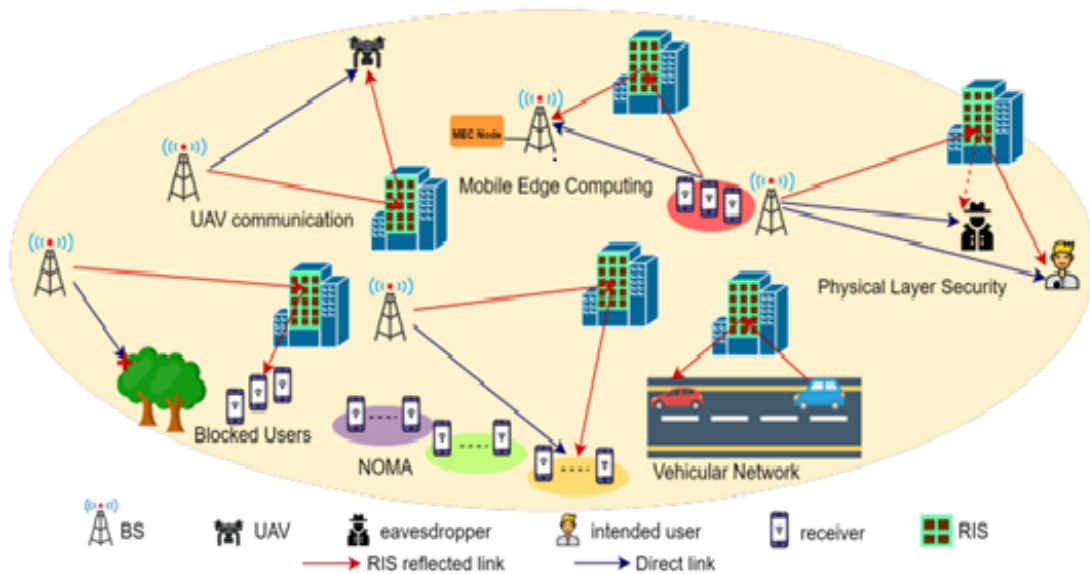 MEC Node
Mobile Edge Computing
UAV communication
Physical Layer Security
Blocked Users
NOMA
Vehicular Network
BS
UAV
eavesdropper
intended user
receiver
RIS
RIS reflected link
Direct link